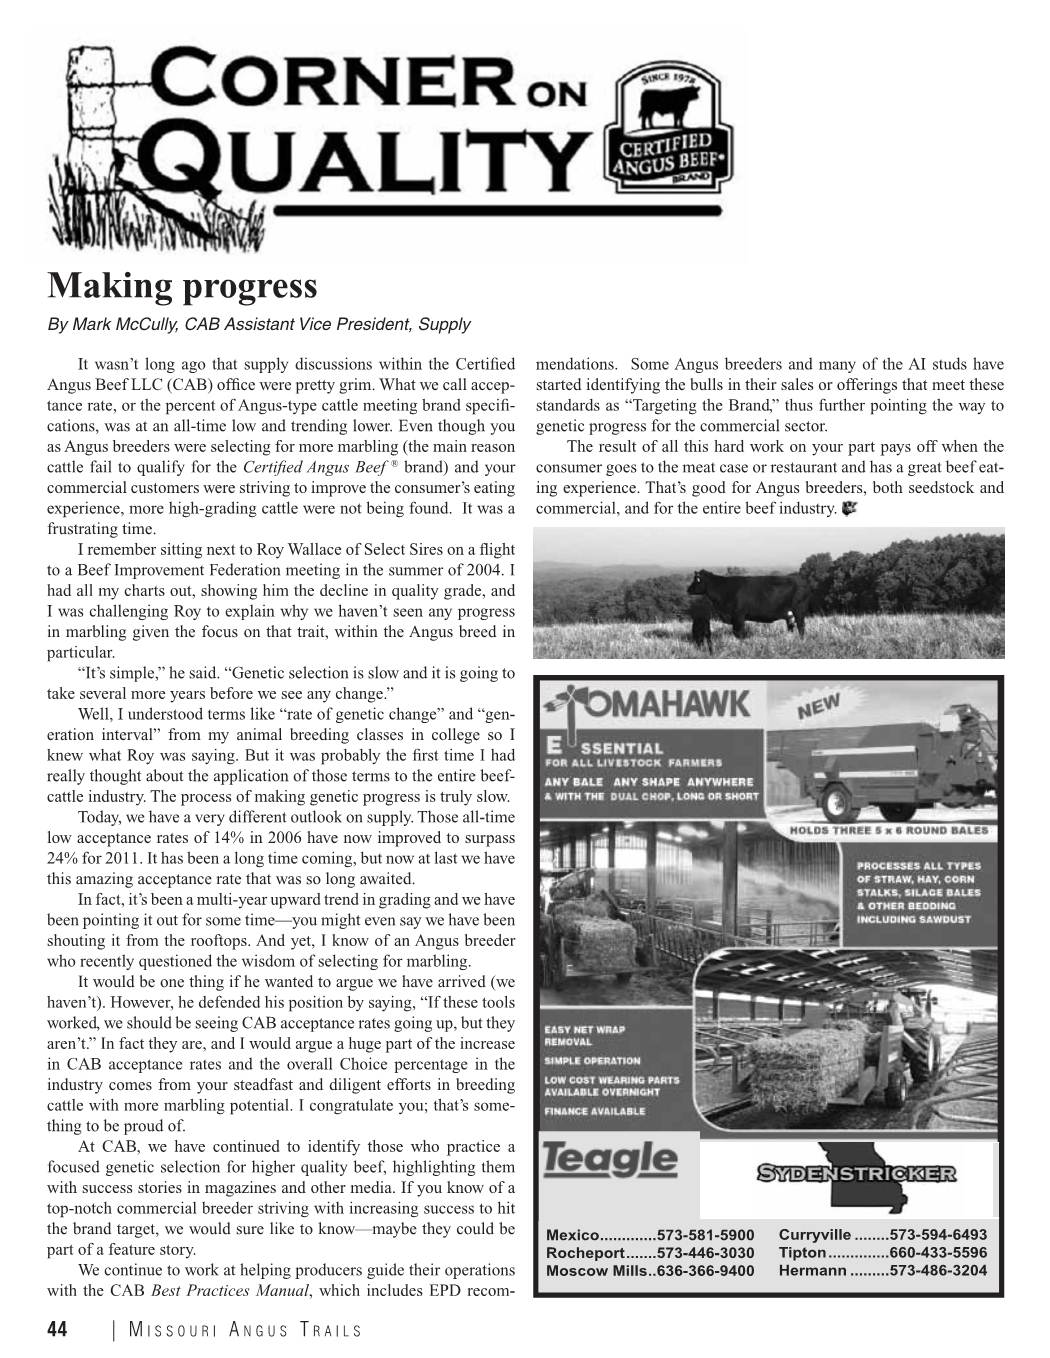 CORNER ON
QUALITY
SINCE 1978
CERTIFIED
ANGUS BEEF®
BRAND
Making progress
By Mark McCully, CAB Assistant Vice President, Supply
It wasn’t long ago that supply discussions within the Certified
Angus Beef LLC (CAB) office were pretty grim. What we call accep-
tance rate, or the percent of Angus-type cattle meeting brand specifi-
cations, was at an all-time low and trending lower. Even though you
as Angus breeders were selecting for more marbling (the main reason
cattle fail to qualify for the Certified Angus Beef ® brand) and your
commercial customers were striving to improve the consumer’s eating
experience, more high-grading cattle were not being found. It was a
frustrating time.
I remember sitting next to Roy Wallace of Select Sires on a flight
to a Beef Improvement Federation meeting in the summer of 2004. I
had all my charts out, showing him the decline in quality grade, and
I was challenging Roy to explain why we haven’t seen any progress
in marbling given the focus on that trait, within the Angus breed in
particular.
“It’s simple,” he said. “Genetic selection is slow and it is going to
take several more years before we see any change.”
Well, I understood terms like “rate of genetic change” and “gen-
eration interval” from my animal breeding classes in college so I
knew what Roy was saying. But it was probably the first time I had
really thought about the application of those terms to the entire beef-
cattle industry. The process of making genetic progress is truly slow.
Today, we have a very different outlook on supply. Those all-time
low acceptance rates of 14% in 2006 have now improved to surpass
24% for 2011. It has been a long time coming, but now at last we have
this amazing acceptance rate that was so long awaited.
In fact, it’s been a multi-year upward trend in grading and we have
been pointing it out for some time—you might even say we have been
shouting it from the rooftops. And yet, I know of an Angus breeder
who recently questioned the wisdom of selecting for marbling.
It would be one thing if he wanted to argue we have arrived (we
haven’t). However, he defended his position by saying, “If these tools
worked, we should be seeing CAB acceptance rates going up, but they
aren’t.” In fact they are, and I would argue a huge part of the increase
in CAB acceptance rates and the overall Choice percentage in the
industry comes from your steadfast and diligent efforts in breeding
cattle with more marbling potential. I congratulate you; that’s some-
thing to be proud of.
At CAB, we have continued to identify those who practice a
focused genetic selection for higher quality beef, highlighting them
with success stories in magazines and other media. If you know of a
top-notch commercial breeder striving with increasing success to hit
the brand target, we would sure like to know—maybe they could be
part of a feature story.
We continue to work at helping producers guide their operations
with the CAB Best Practices Manual, which includes EPD recom-
mendations. Some Angus breeders and many of the AI studs have
started identifying the bulls in their sales or offerings that meet these
standards as “Targeting the Brand,” thus further pointing the way to
genetic progress for the commercial sector.
The result of all this hard work on your part pays off when the
consumer goes to the meat case or restaurant and has a great beef eat-
ing experience. That’s good for Angus breeders, both seedstock and
commercial, and for the entire beef industry.
TOMAHAWK
NEW
ESSENTIAL
FOR ALL LIVESTOCK FARMERS
ANY BALE ANY SHAPE ANYWHERE
& WITH THE DUAL CHOP, LONG OR SHORT
HOLDS THREE 5 x 6 ROUND BALES
PROCESSES ALL TYPES
OF STRAW, HAY, CORN
STALKS, SILAGE BALES
& OTHER BEDDING
INCLUDING SAWDUST
EASY NET WRAP
REMOVAL
SIMPLE OPERATION
LOW COST WEARING PARTS
AVAILABLE OVERNIGHT
FINANCE AVAILABLE
Teagle
SYDENSTRICKER
Mexico.............573-581-5900
Rocheport.......573-446-3030
Moscow Mills..636-366-9400
Curryville ........573-594-6493
Tipton..............660-433-5596
Hermann .........573-486-3204
44 | MISSOURI ANGUS TRAILS